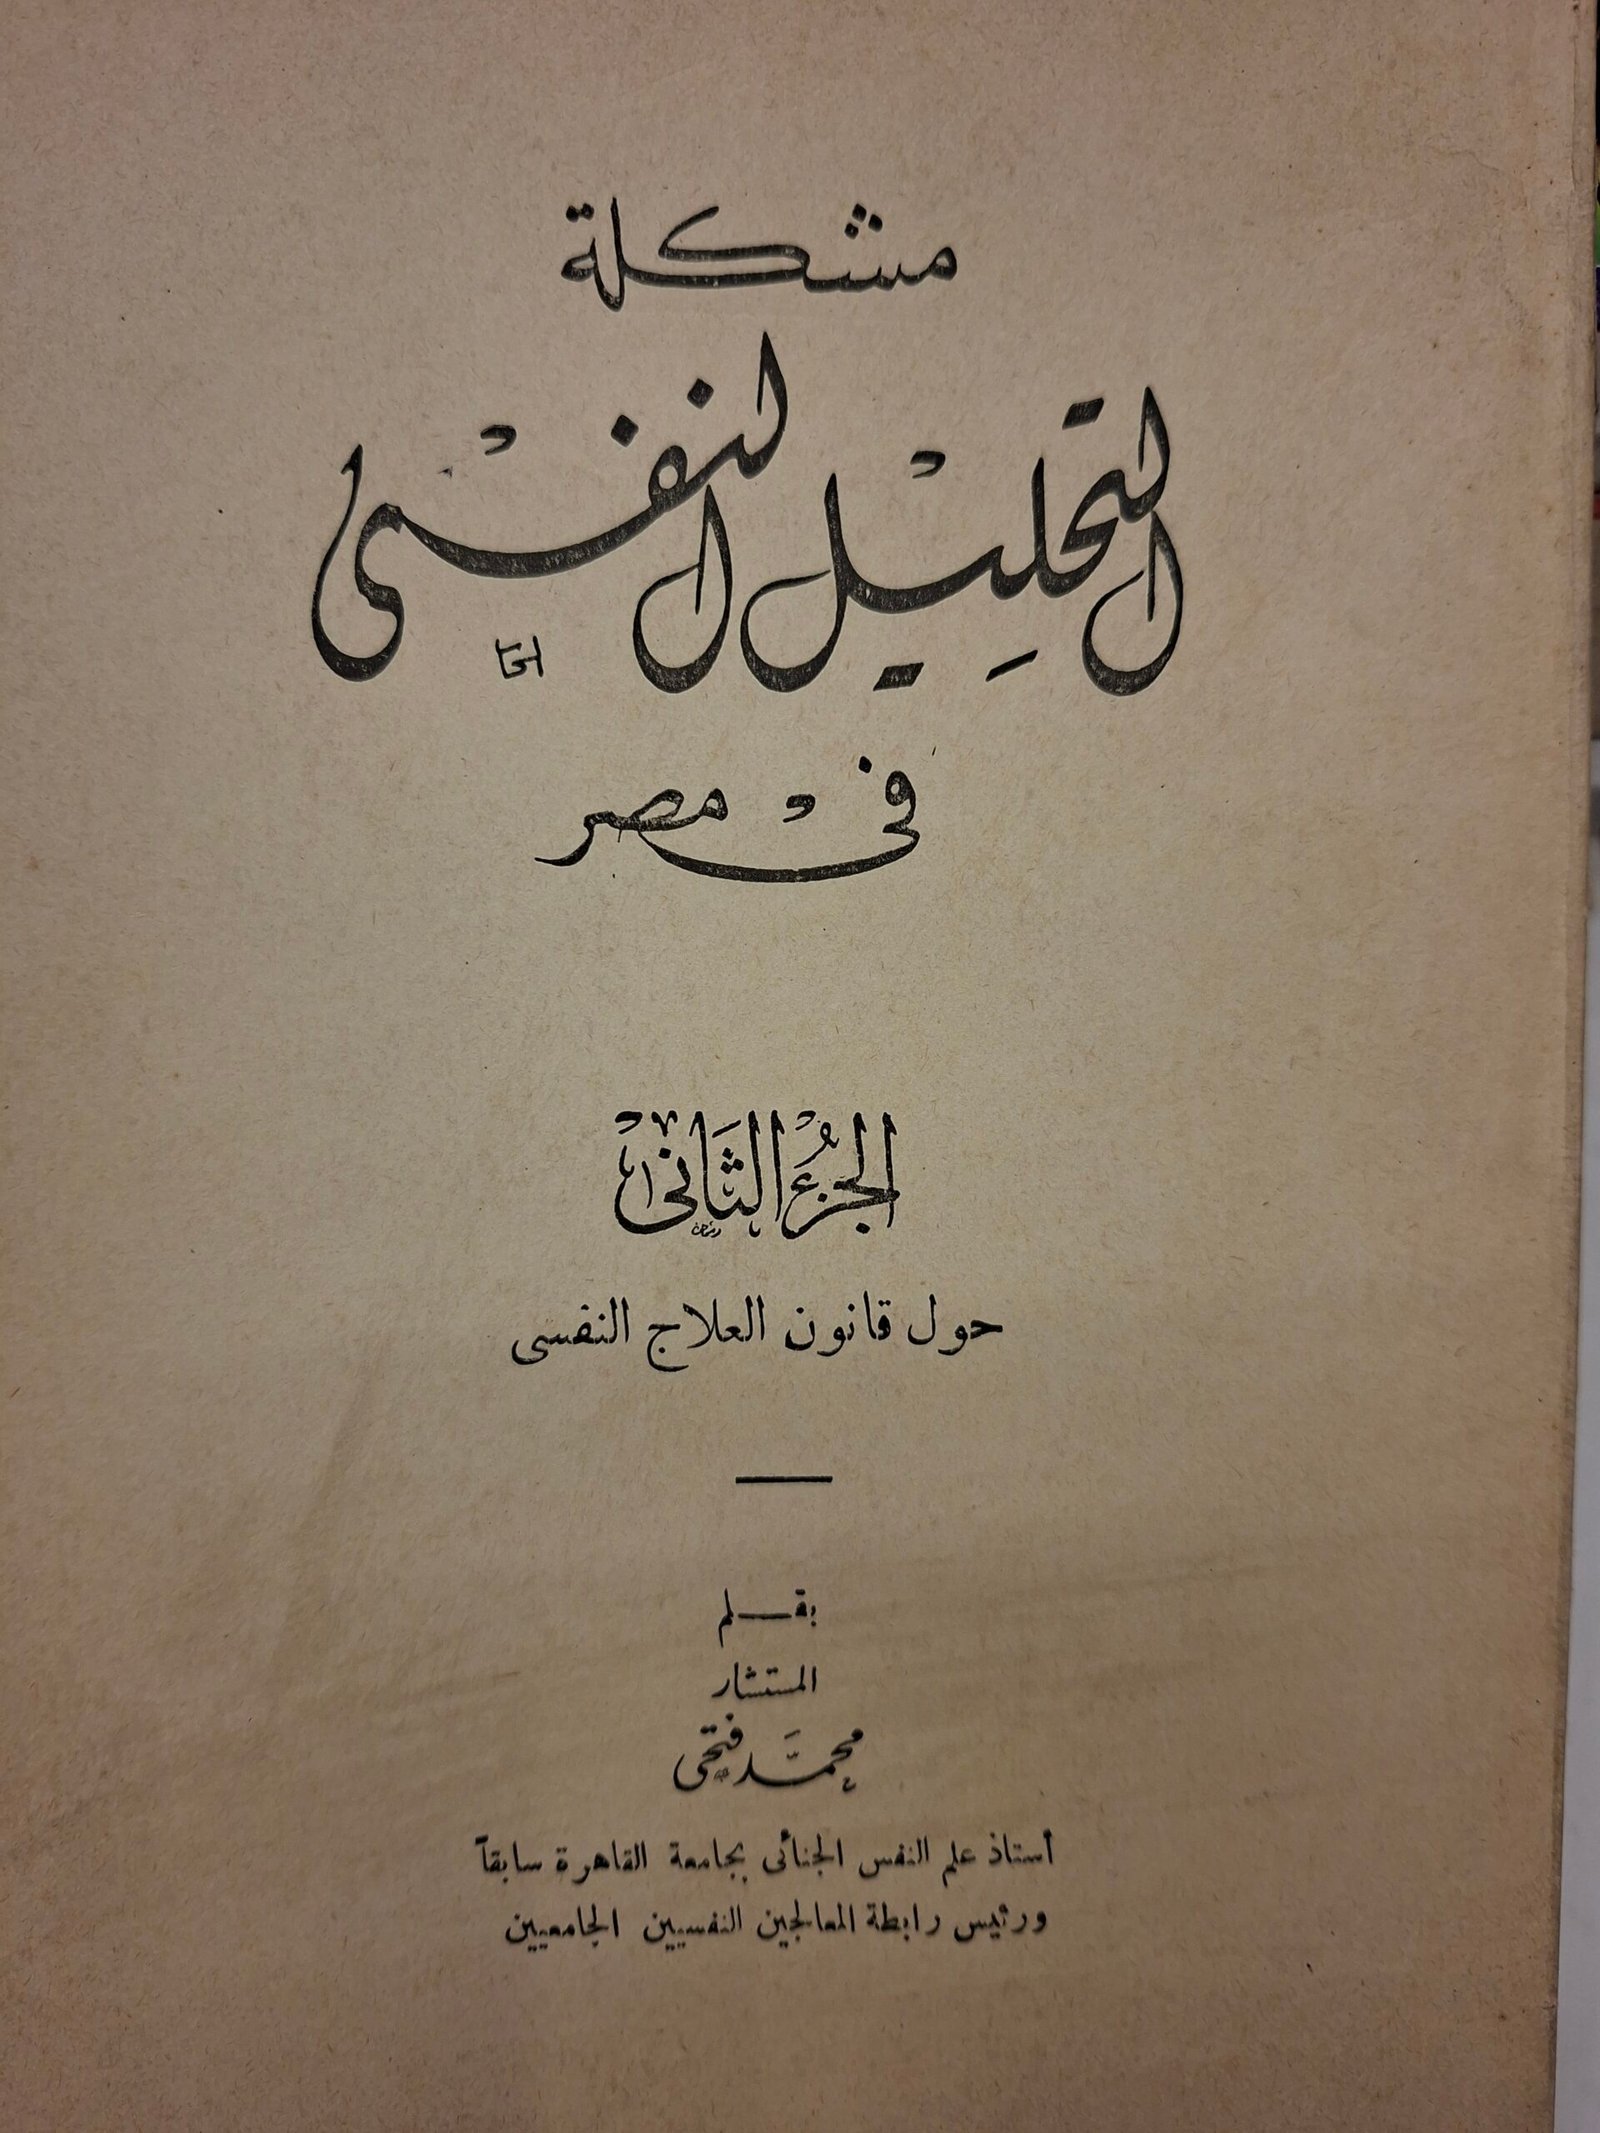 مشكلة
التحليل النفسى
فى مصر
الجزء الثانى
حول قانون العلاج النفسى
بقلم
المستشار
محمد فتحى
أستاذ علم النفس الجنائى بجامعة القاهرة سابقاً
ورئيس رابطة المعالجين النفسيين الجامعيين